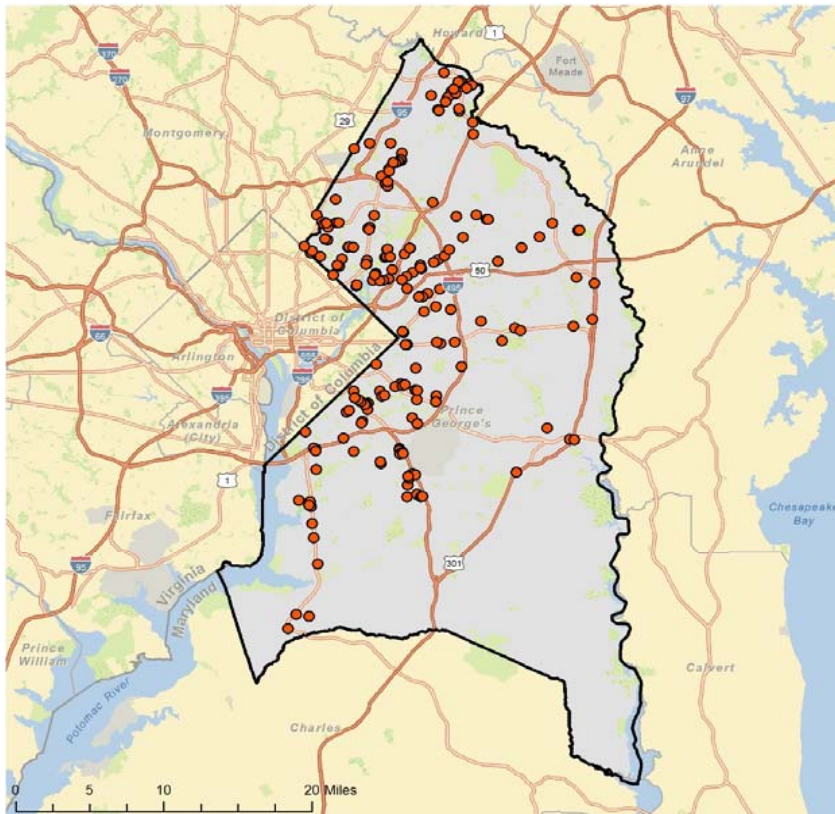 Howard
1
Fort
Meade
370
270
97
95
29
Montgomery
Anne
Arundel
50
495
District of
Columbia
66
Arlington
295
395
District of Columbia
Prince
George's
Alexandria
(City)
1
Chesapeake
Bay
Fairfax
95
301
Virginia
Maryland
Prince
William
Calvert
Potomac River
Charles
0 5 10 20 Miles